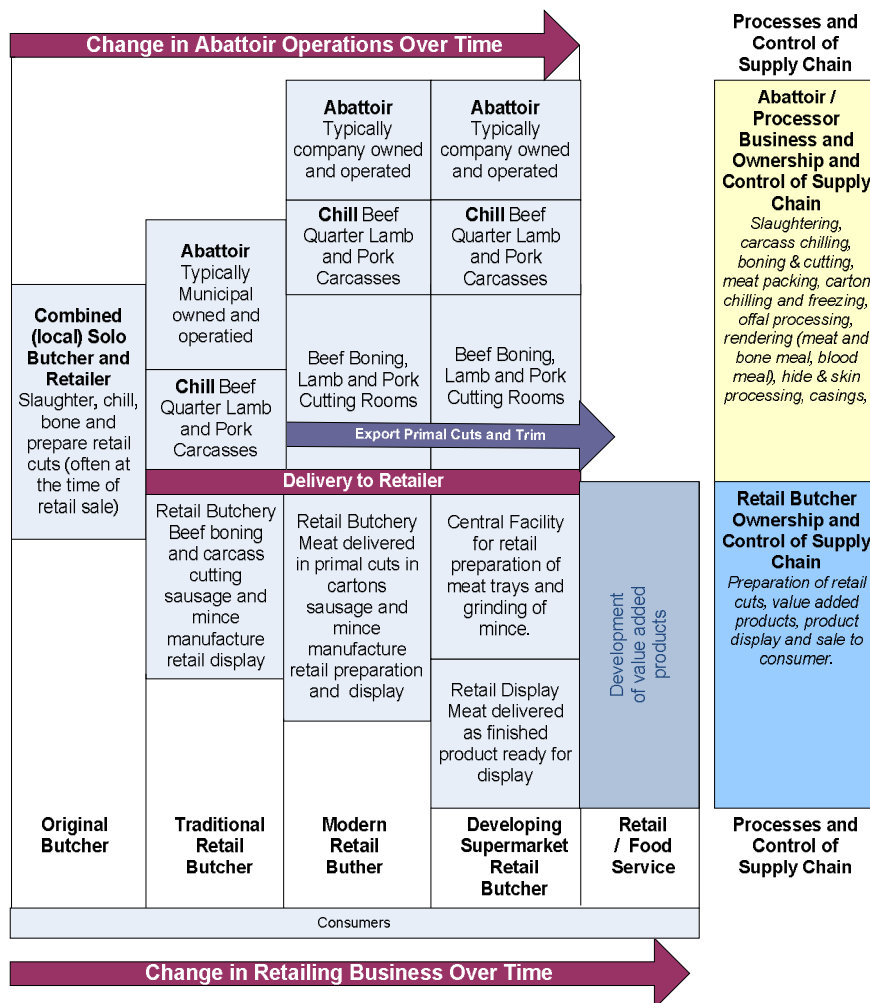 Change in Abattoir Operations Over Time
Processes and
Control of
Supply Chain
Combined
(local) Solo
Butcher and
Retailer
Slaughter, chill,
bone and
prepare retail
cuts (often at
the time of
retail sale)
Abattoir
Typically
Municipal
owned and
operatied
Chill Beef
Quarter Lamb
and Pork
Carcasses
Abattoir
Typically
company owned
and operated
Chill Beef
Quarter Lamb
and Pork
Carcasses
Beef Boning,
Lamb and Pork
Cutting Rooms
Abattoir
Typically
company owned
and operated
Chill Beef
Quarter Lamb
and Pork
Carcasses
Beef Boning,
Lamb and Pork
Cutting Rooms
Export Primal Cuts and Trim
Delivery to Retailer
Retail Butchery
Beef boning
and carcass
cutting
sausage and
mince
manufacture
retail display
Retail Butchery
Meat delivered
in primal cuts in
cartons
sausage and
mince
manufacture
retail preparation
and display
Central Facility
for retail
preparation of
meat trays and
grinding of
mince.
Retail Display
Meat delivered
as finished
product ready for
display
Development
of value added
products
Abattoir /
Processor
Business and
Ownership and
Control of Supply
Chain
Slaughtering,
carcass chilling,
boning & cutting,
meat packing, carton
chilling and freezing,
offal processing,
rendering (meat and
bone meal, blood
meal), hide & skin
processing, casings,
Retail Butcher
Ownership and
Control of Supply
Chain
Preparation of retail
cuts, value added
products, product
display and sale to
consumer.
Original
Butcher
Traditional
Retail
Butcher
Modern
Retail
Buther
Developing
Supermarket
Retail
Butcher
Retail
/ Food
Service
Processes and
Control of
Supply Chain
Consumers
Change in Retailing Business Over Time